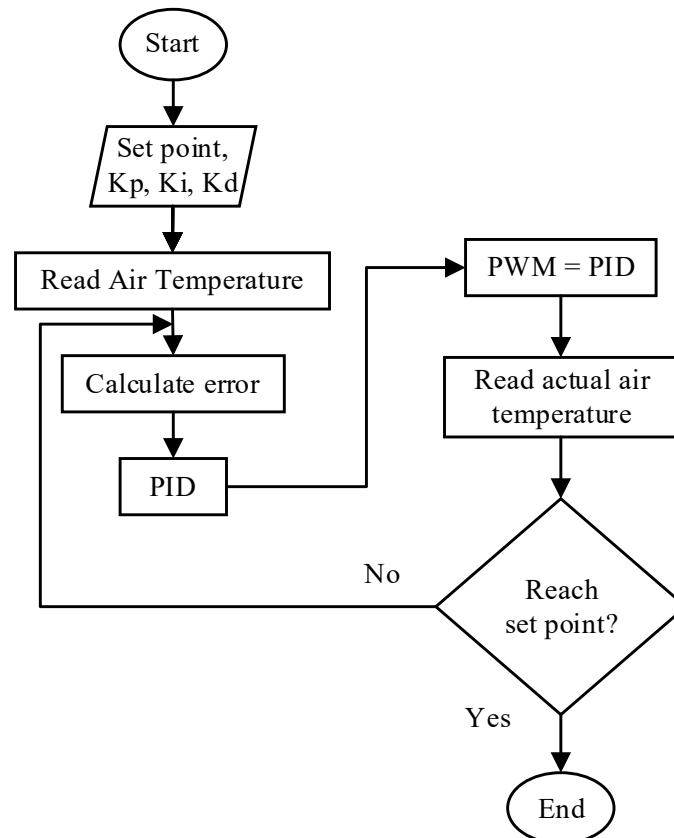 Start
Set point,
Kp, Ki, Kd
Read Air Temperature
Calculate error
PID
PWM = PID
Read actual air
temperature
Reach
set point?
No
Yes
End